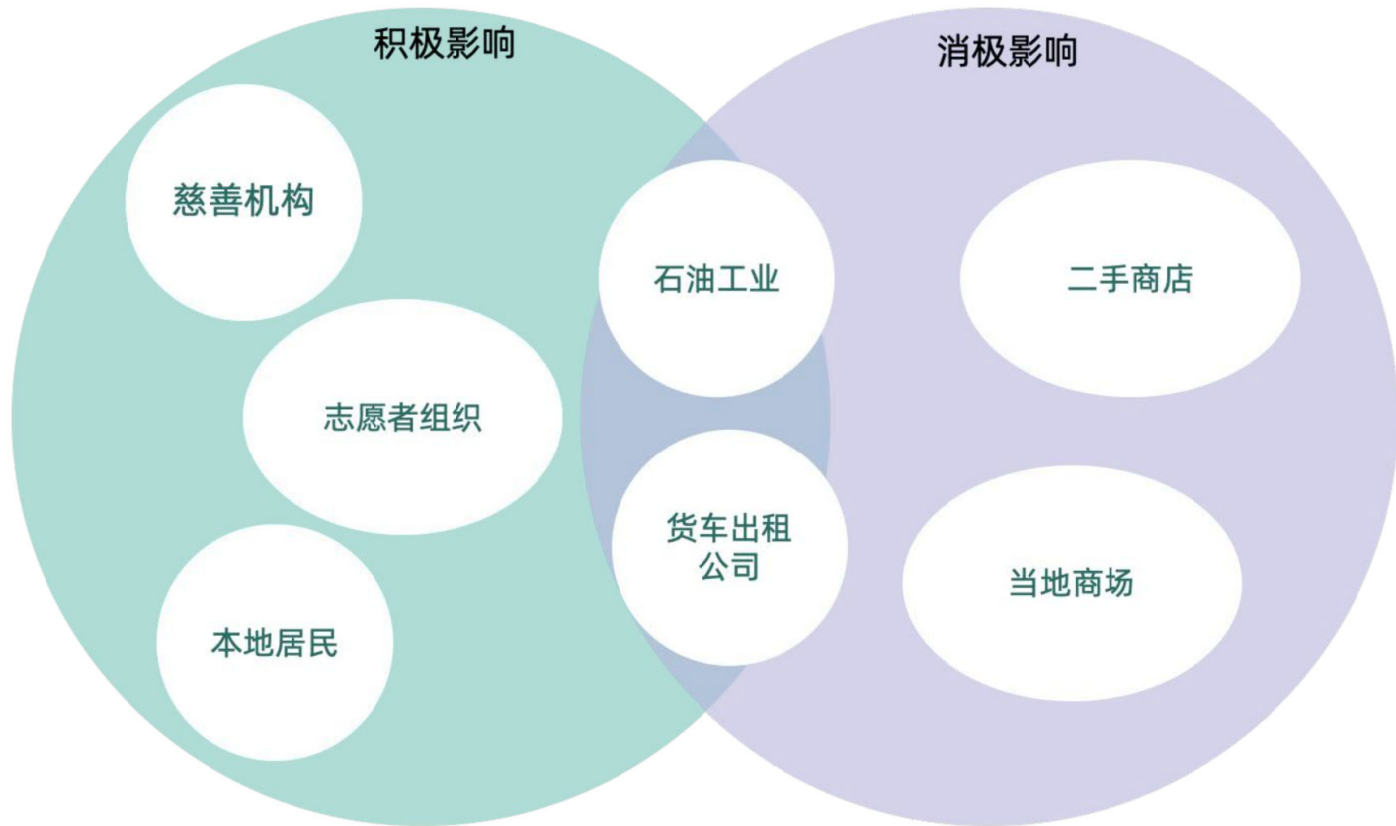 积极影响
消极影响
慈善机构
石油工业
二手商店
志愿者组织
货车出租
公司
当地商场
本地居民